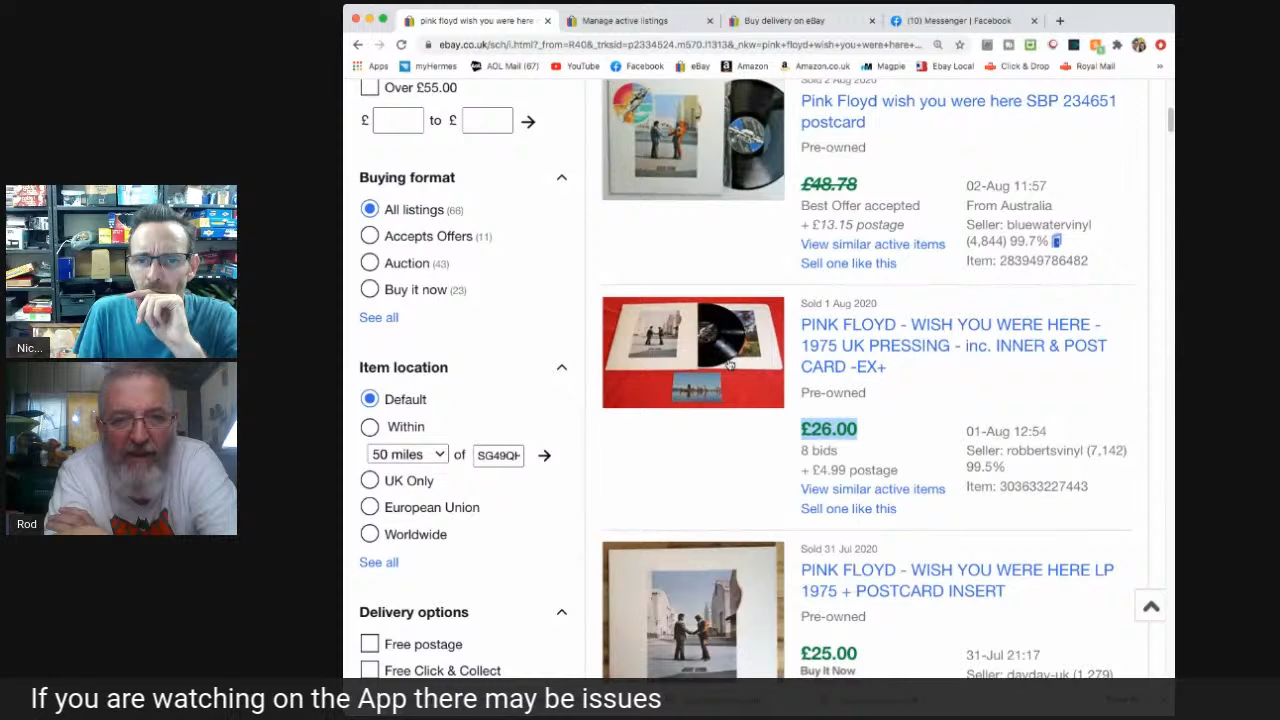 pink floyd wish you were here
Manage active listings
Buy delivery on eBay
(10) Messenger | Facebook
ebay.co.uk/sch/i.html?_from=R40&_trksid=p2334524.m570.l1313&_nkw=pink+floyd+wish+you+were+here+...
Apps
myHermes
AOL Mail (67)
YouTube
Facebook
eBay
Amazon
Amazon.co.uk
Magpie
Ebay Local
Click & Drop
Royal Mail
»
Over £55.00
£ to £
Buying format
All listings (66)
Accepts Offers (11)
Auction (43)
Buy it now (23)
See all
Item location
Default
Within
50 miles of SG49QH
UK Only
European Union
Worldwide
See all
Delivery options
Free postage
Free Click & Collect
Sold 2 Aug 2020
Pink Floyd wish you were here SBP 234651
postcard
Pre-owned
£48.78
Best Offer accepted
+ £13.15 postage
View similar active items
Sell one like this
02-Aug 11:57
From Australia
Seller: bluewatervinyl
(4,844) 99.7%
Item: 283949786482
Sold 1 Aug 2020
PINK FLOYD - WISH YOU WERE HERE -
1975 UK PRESSING - inc. INNER & POST
CARD -EX+
Pre-owned
£26.00
8 bids
+ £4.99 postage
View similar active items
Sell one like this
01-Aug 12:54
Seller: robbertsvinyl (7,142)
99.5%
Item: 303633227443
Sold 31 Jul 2020
PINK FLOYD - WISH YOU WERE HERE LP
1975 + POSTCARD INSERT
Pre-owned
£25.00
Buy It Now
31-Jul 21:17
Seller: dayday-uk (1,279)
Nic...
Rod
If you are watching on the App there may be issues